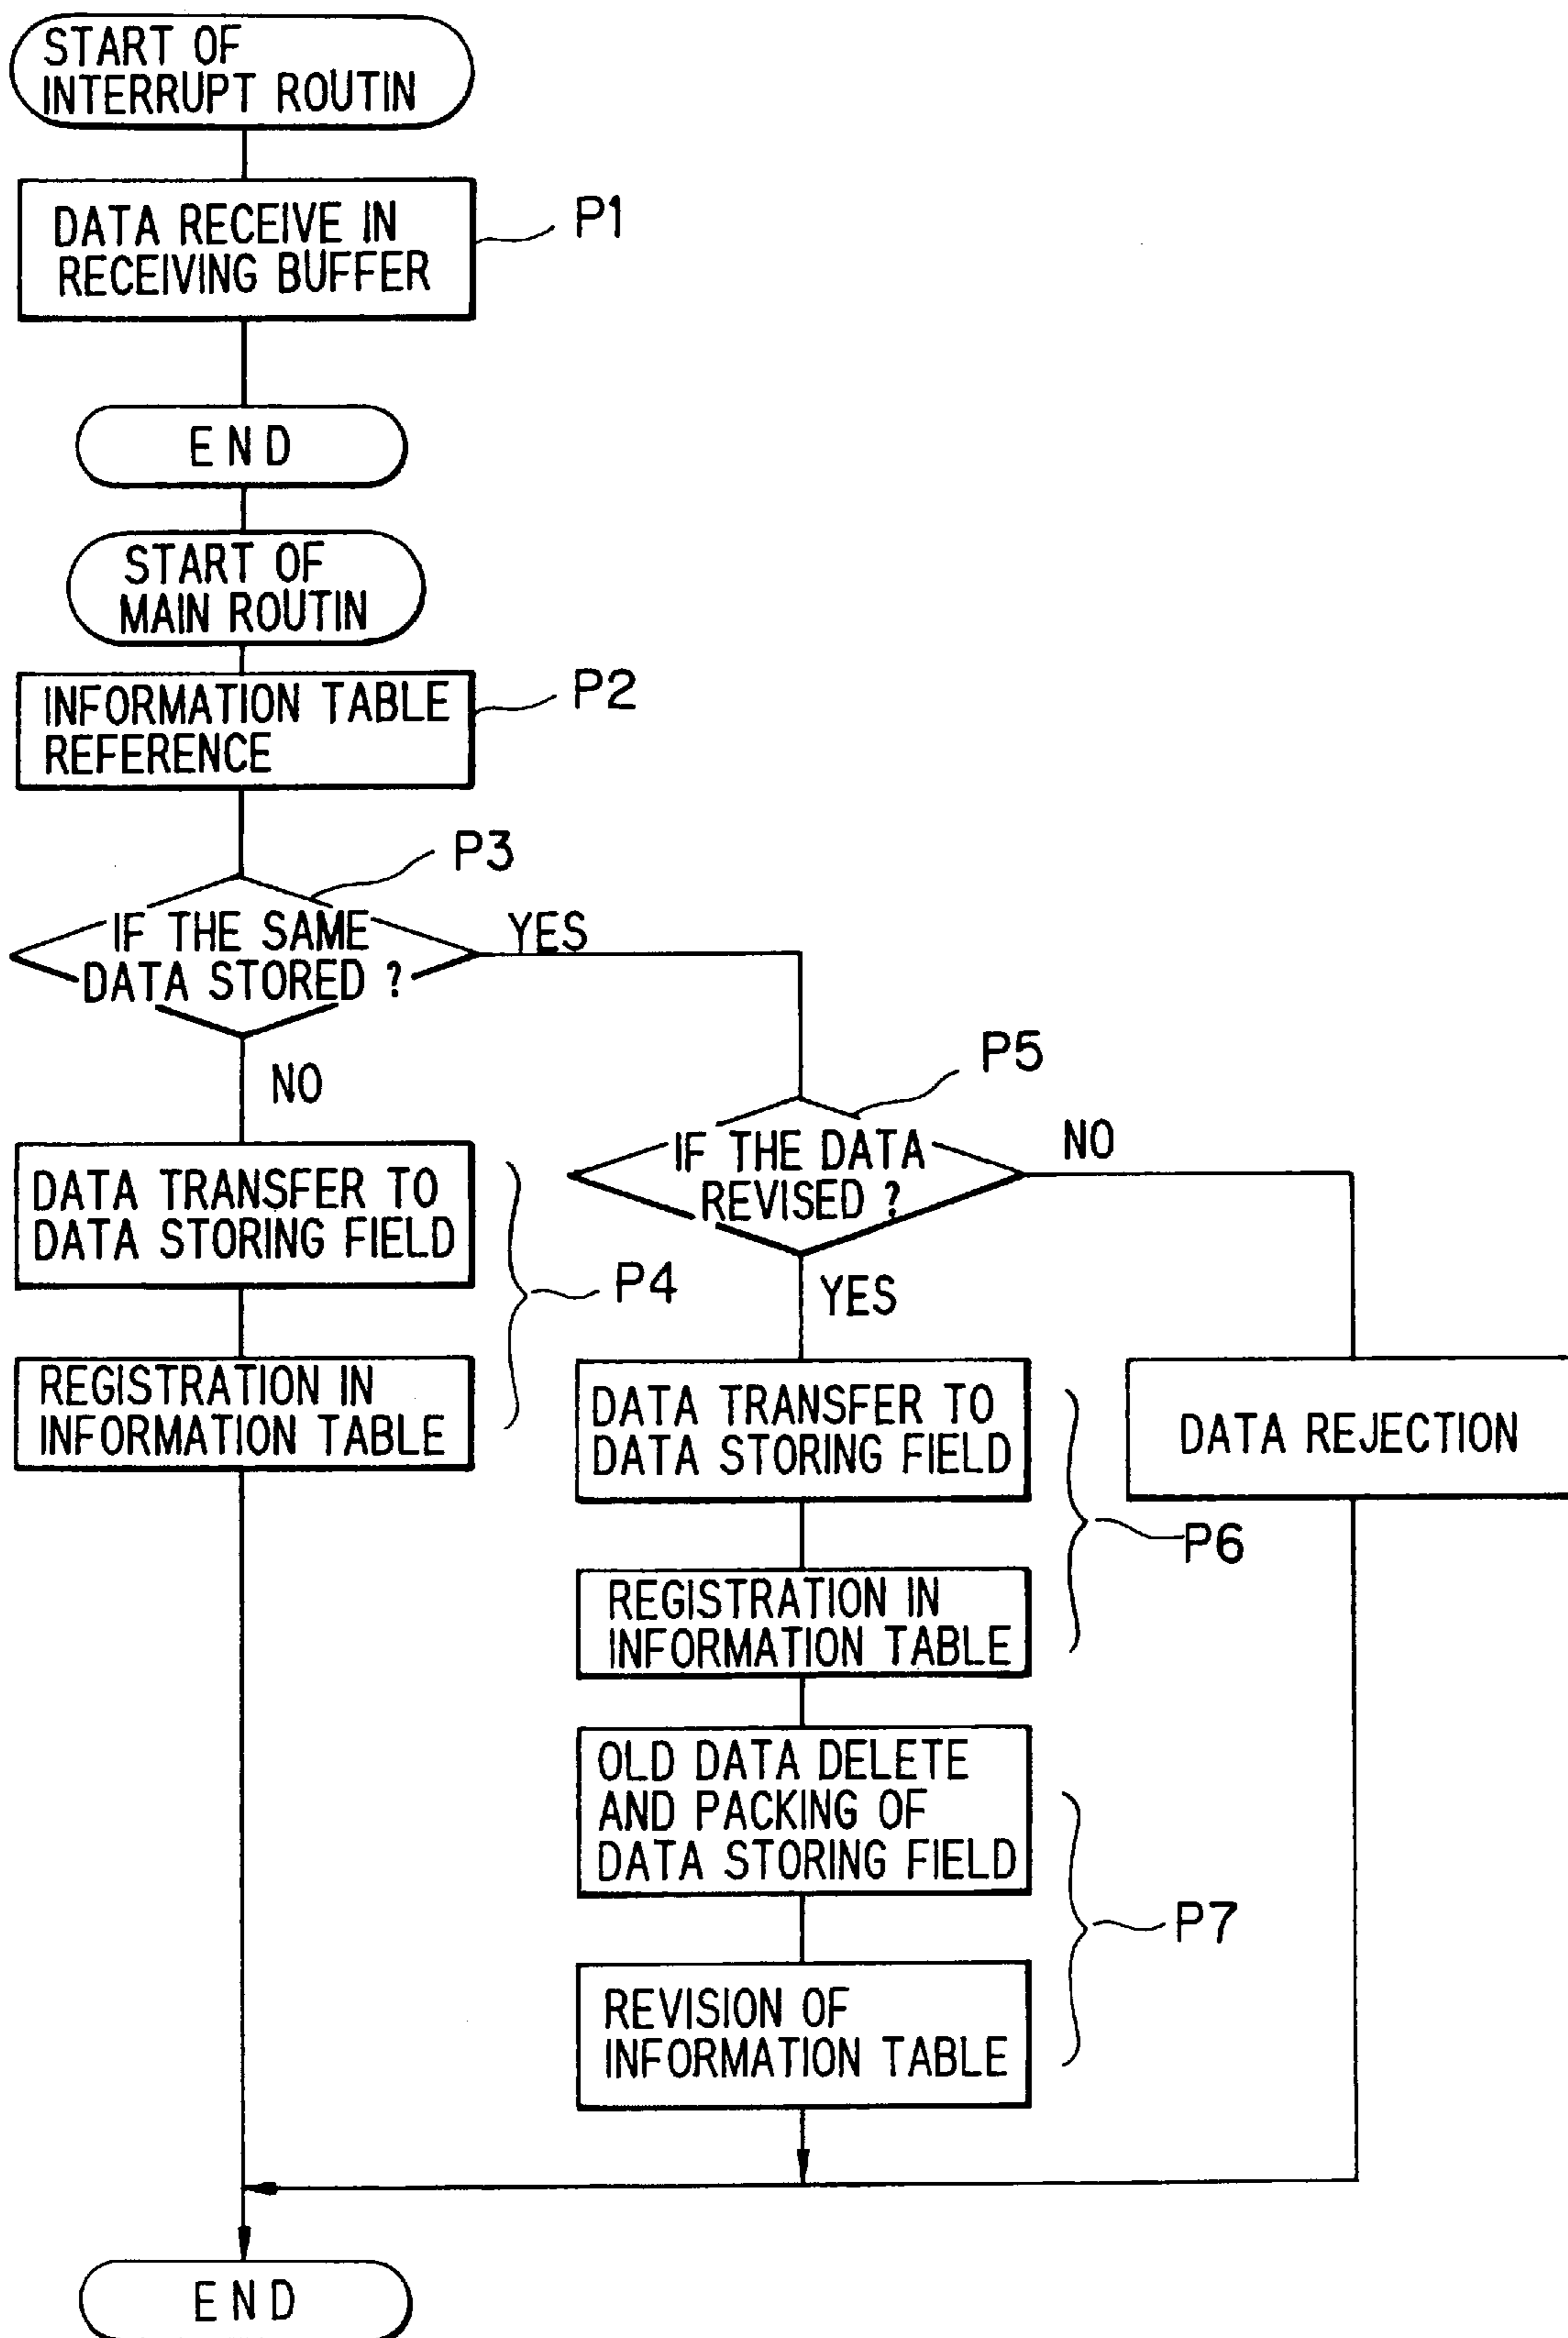 START OF
INTERRUPT ROUTIN
DATA RECEIVE IN
RECEIVING BUFFER
P1
END
START OF
MAIN ROUTIN
INFORMATION TABLE
REFERENCE
P2
P3
IF THE SAME
DATA STORED ?
YES
NO
P5
IF THE DATA
REVISED ?
NO
YES
DATA TRANSFER TO
DATA STORING FIELD
P4
REGISTRATION IN
INFORMATION TABLE
DATA TRANSFER TO
DATA STORING FIELD
DATA REJECTION
P6
REGISTRATION IN
INFORMATION TABLE
OLD DATA DELETE
AND PACKING OF
DATA STORING FIELD
P7
REVISION OF
INFORMATION TABLE
END